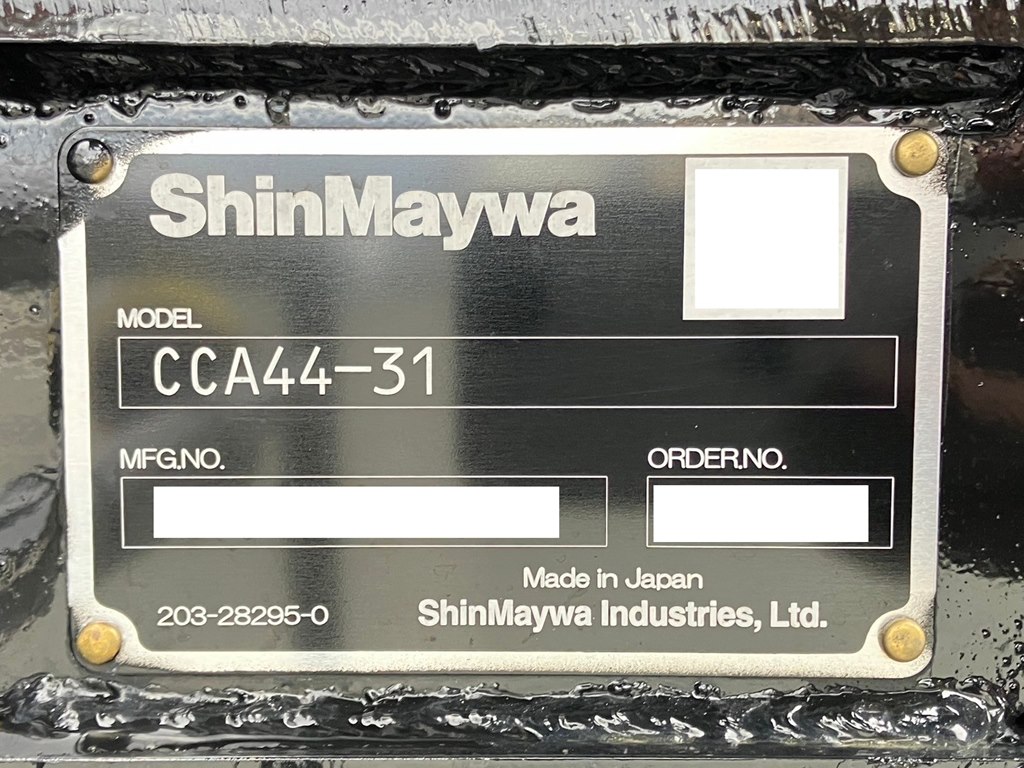 ShinMaywa
MODEL
CCA44-31
MFG.NO. ORDER.NO.
Made in Japan
203-28295-0 ShinMaywa Industries, Ltd.